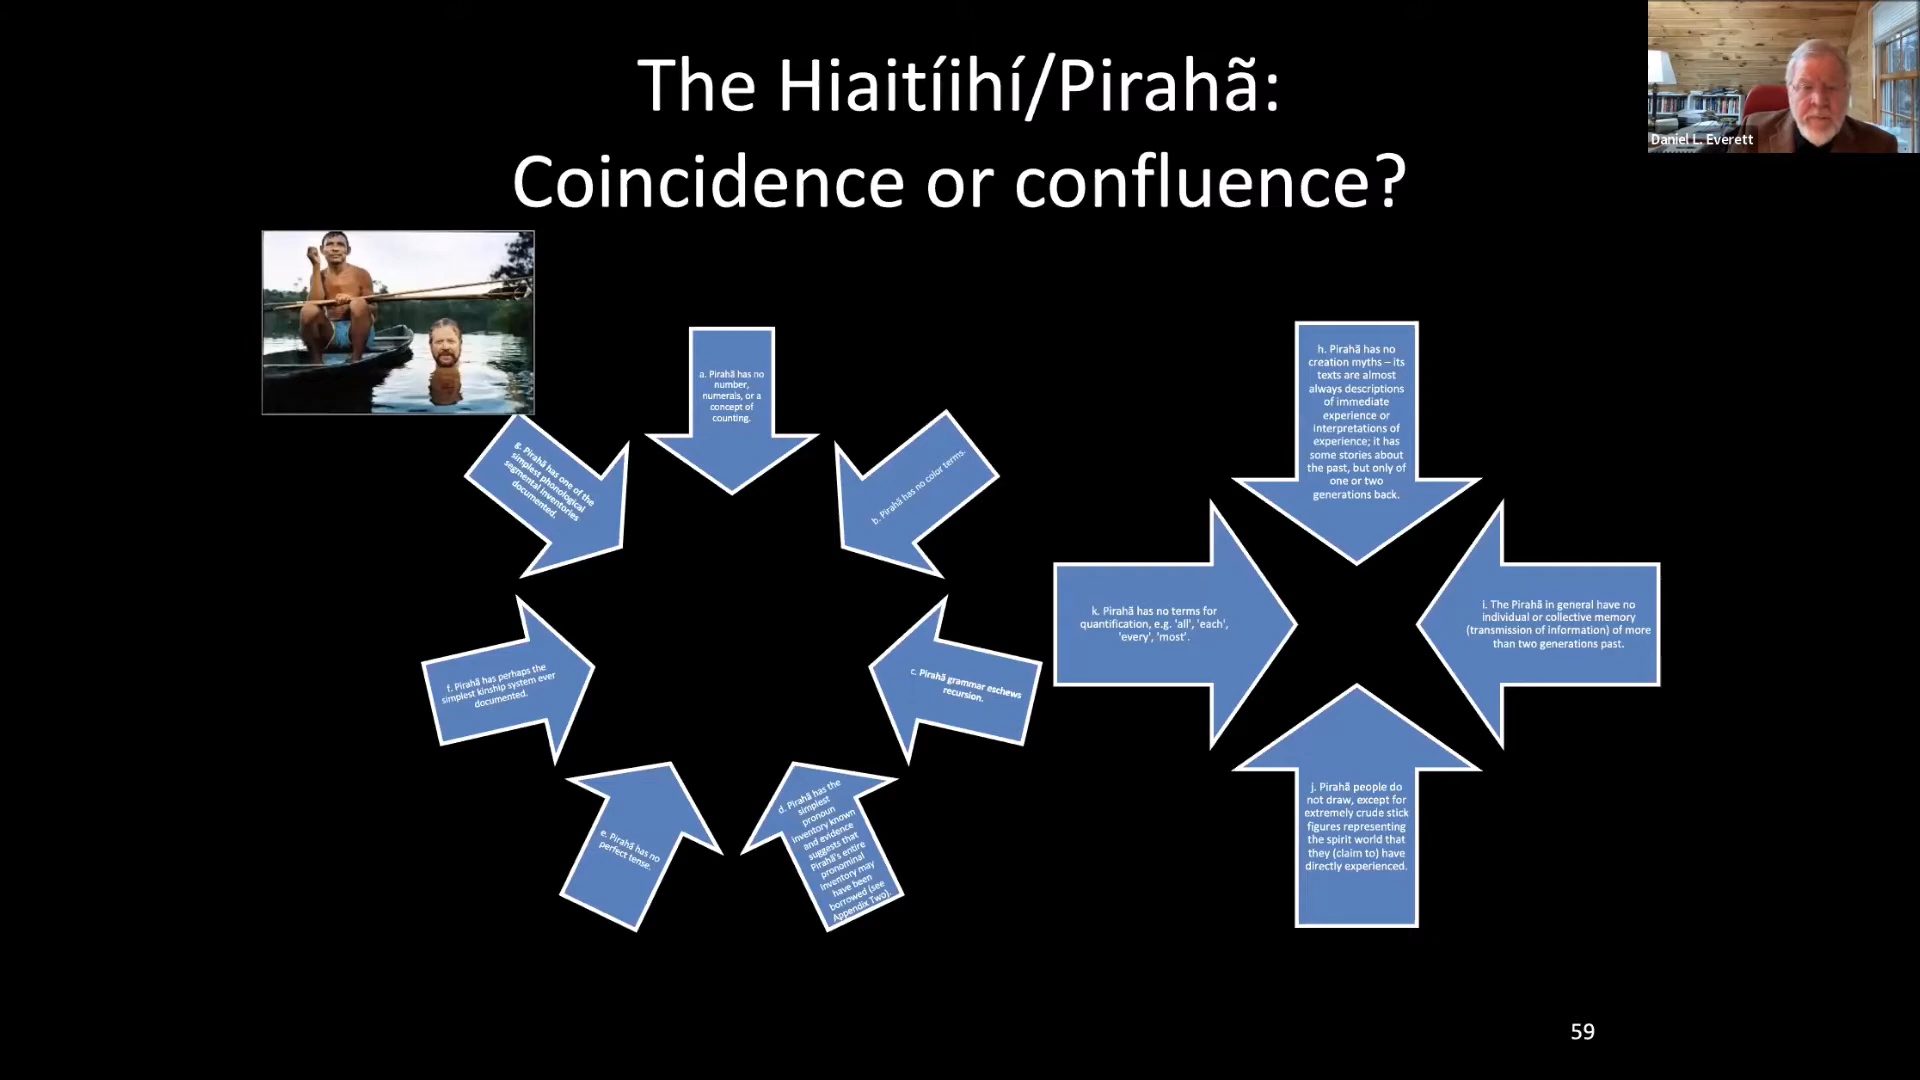 The Hiaitíihí/Pirahã:
Coincidence or confluence?
Daniel L. Everett
a. Pirahã has no
number,
numerals, or a
concept of
counting.
b. Pirahã has no color terms.
c. Pirahã grammar eschews
recursion.
d. Pirahã has the
simplest
pronoun
inventory known
and evidence
suggests that
Pirahã's entire
pronominal
inventory may
have been
borrowed (see
Appendix Two).
e. Pirahã has no
perfect tense.
f. Pirahã has perhaps the
simplest kinship system ever
documented.
g. Pirahã has one of the
simplest phonological
segmental inventories
documented.
h. Pirahã has no
creation myths – its
texts are almost
always descriptions
of immediate
experience or
interpretations of
experience; it has
some stories about
the past, but only of
one or two
generations back.
i. The Pirahã in general have no
individual or collective memory
(transmission of information) of more
than two generations past.
j. Pirahã people do
not draw, except for
extremely crude stick
figures representing
the spirit world that
they (claim to) have
directly experienced.
k. Pirahã has no terms for
quantification, e.g. 'all', 'each',
'every', 'most'.
59